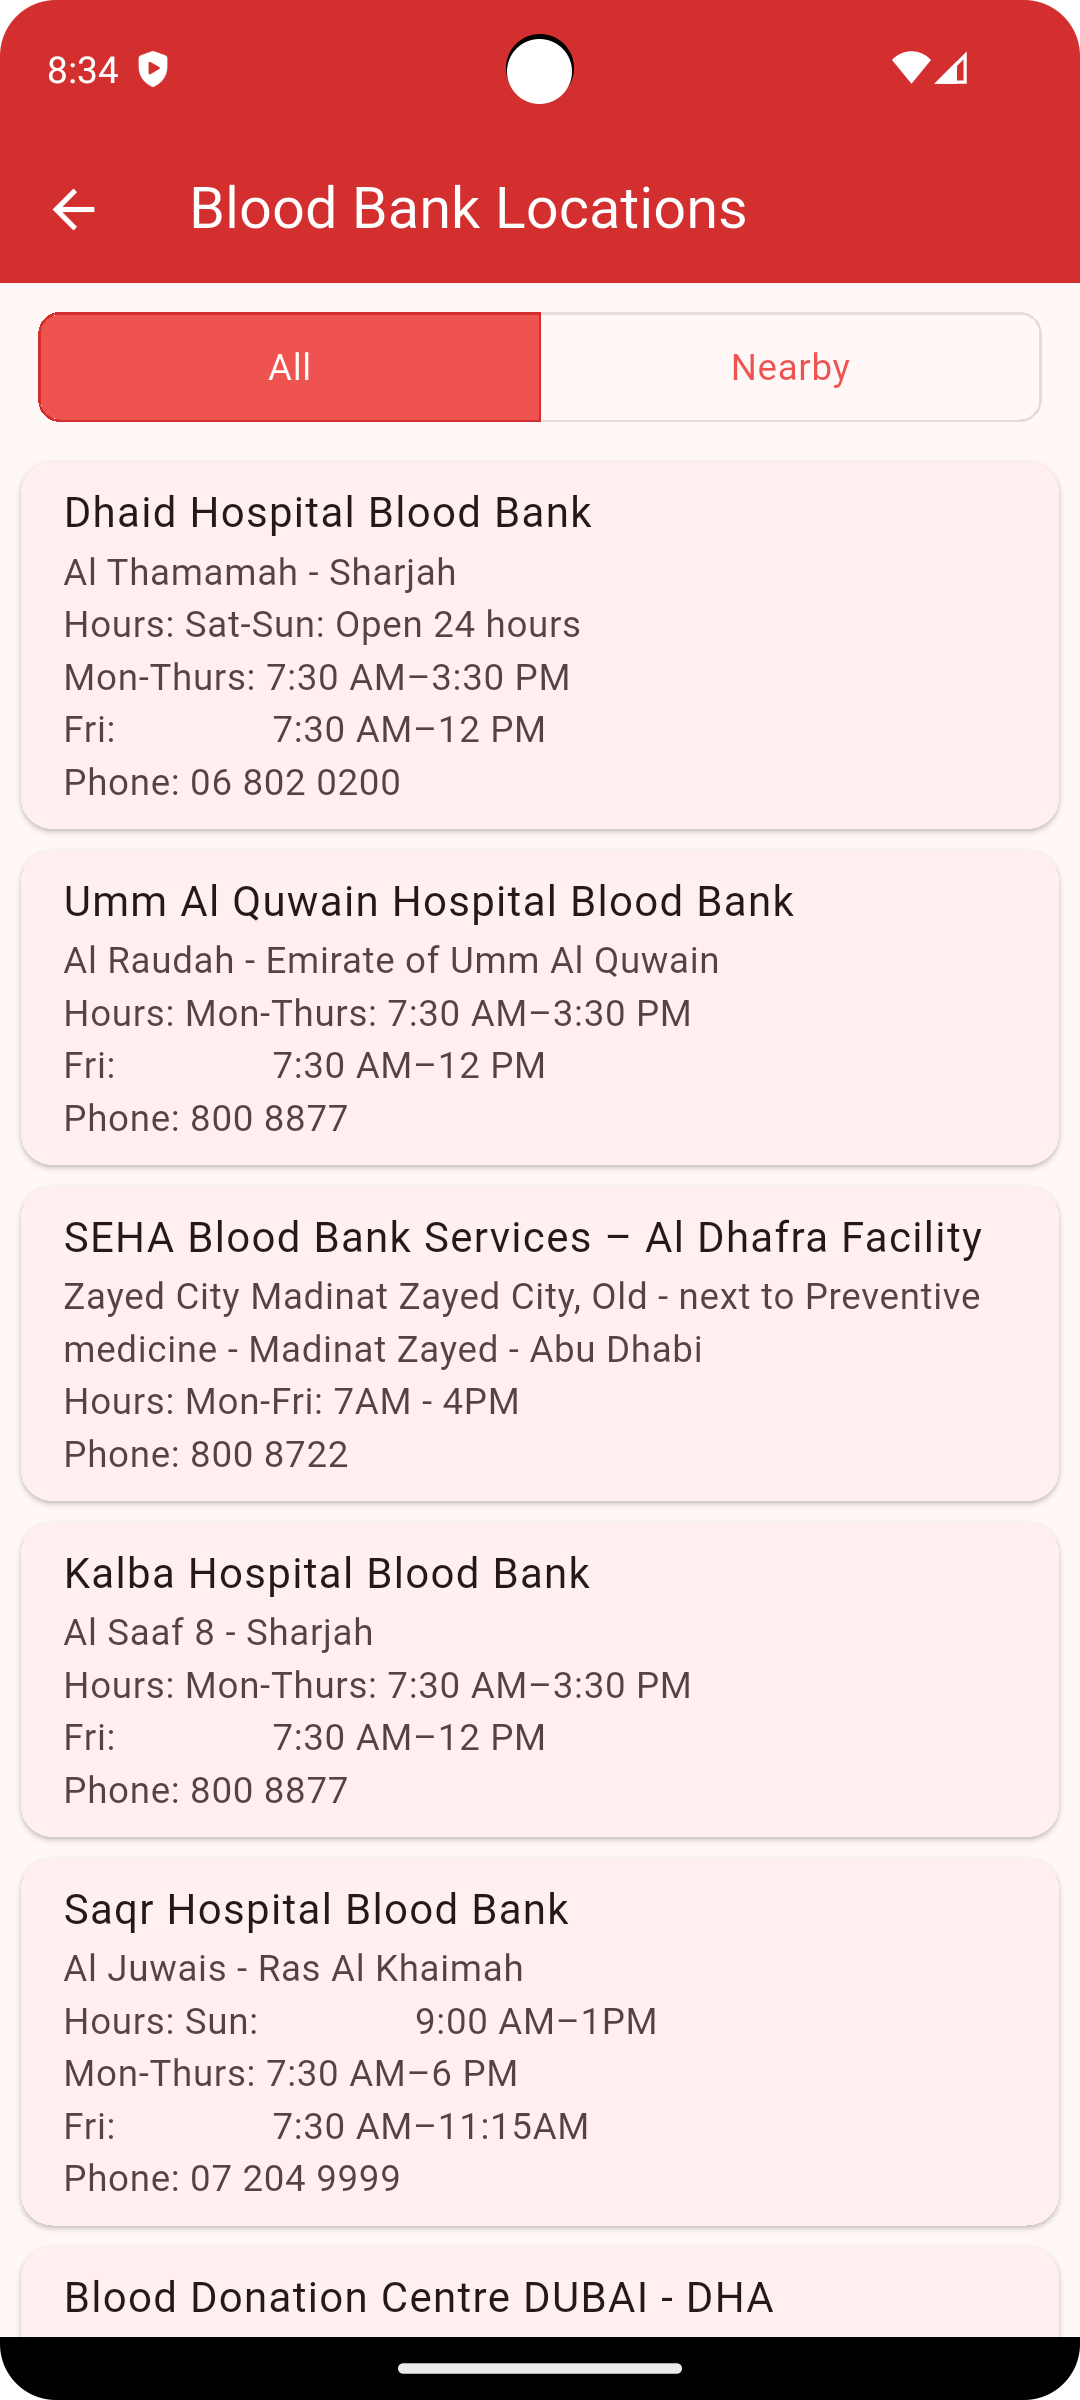 8:34
Blood Bank Locations
All
Nearby
Dhaid Hospital Blood Bank
Al Thamamah - Sharjah
Hours: Sat-Sun: Open 24 hours
Mon-Thurs: 7:30 AM–3:30 PM
Fri: 7:30 AM–12 PM
Phone: 06 802 0200
Umm Al Quwain Hospital Blood Bank
Al Raudah - Emirate of Umm Al Quwain
Hours: Mon-Thurs: 7:30 AM–3:30 PM
Fri: 7:30 AM–12 PM
Phone: 800 8877
SEHA Blood Bank Services – Al Dhafra Facility
Zayed City Madinat Zayed City, Old - next to Preventive
medicine - Madinat Zayed - Abu Dhabi
Hours: Mon-Fri: 7AM - 4PM
Phone: 800 8722
Kalba Hospital Blood Bank
Al Saaf 8 - Sharjah
Hours: Mon-Thurs: 7:30 AM–3:30 PM
Fri: 7:30 AM–12 PM
Phone: 800 8877
Saqr Hospital Blood Bank
Al Juwais - Ras Al Khaimah
Hours: Sun: 9:00 AM–1PM
Mon-Thurs: 7:30 AM–6 PM
Fri: 7:30 AM–11:15AM
Phone: 07 204 9999
Blood Donation Centre DUBAI - DHA